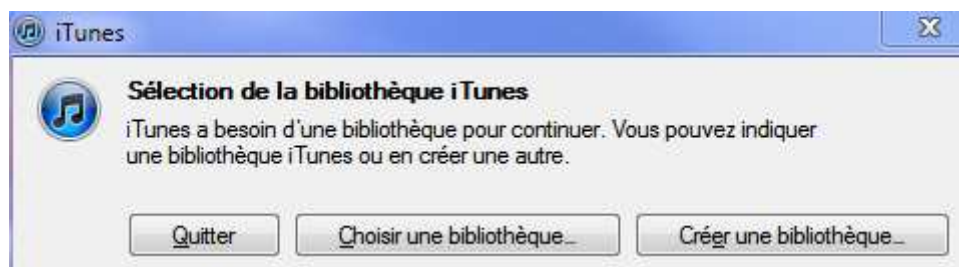 iTunes
Sélection de la bibliothèque iTunes
iTunes a besoin d'une bibliothèque pour continuer. Vous pouvez indiquer
une bibliothèque iTunes ou en créer une autre.
Quitter Choisir une bibliothèque... Créer une bibliothèque...